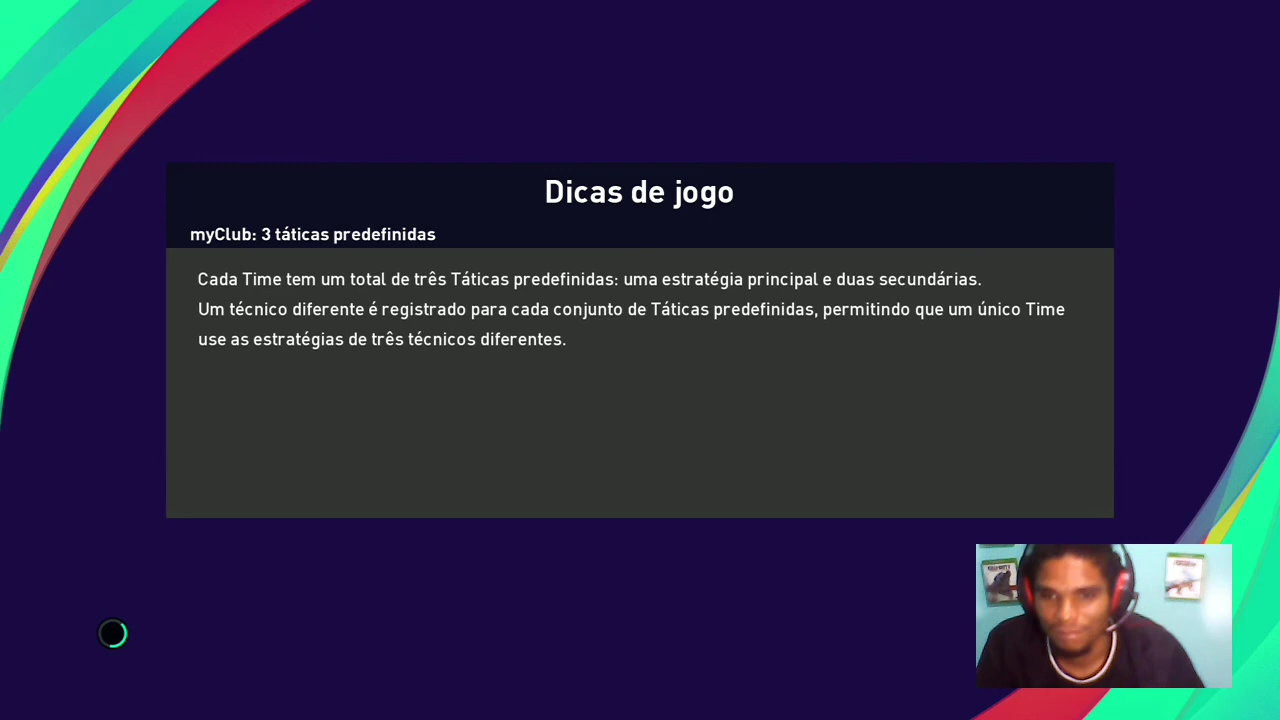 Dicas de jogo
myClub: 3 táticas predefinidas
Cada Time tem um total de três Táticas predefinidas: uma estratégia principal e duas secundárias.
Um técnico diferente é registrado para cada conjunto de Táticas predefinidas, permitindo que um único Time
use as estratégias de três técnicos diferentes.